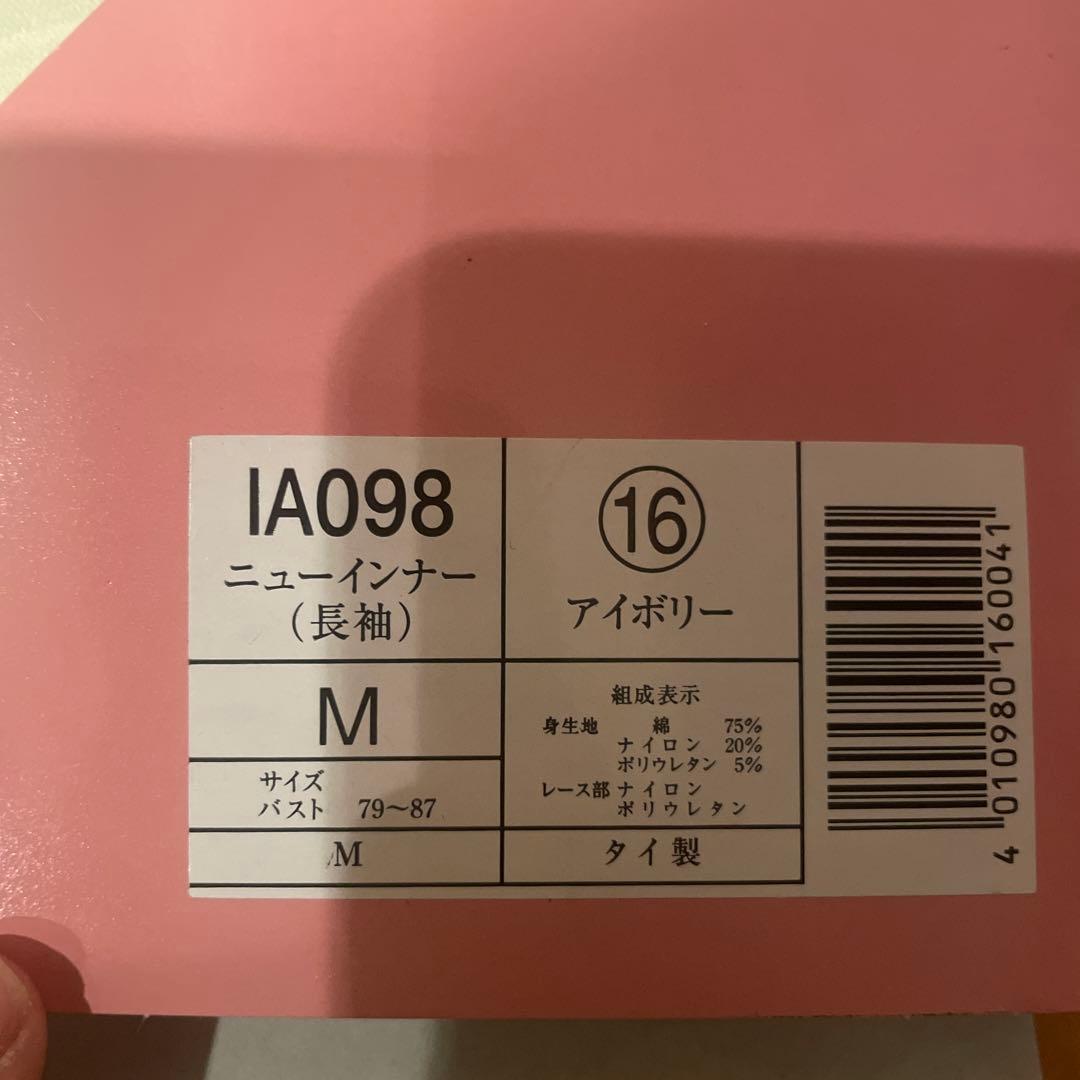 IA098
ニューインナー
（長袖）
⑯
アイボリー
M
サイズ
バスト 79～87
M
組成表示
身生地 綿 75%
ナイロン 20%
ポリウレタン 5%
レース部 ナイロン
ポリウレタン
タイ製
4 010980 160041